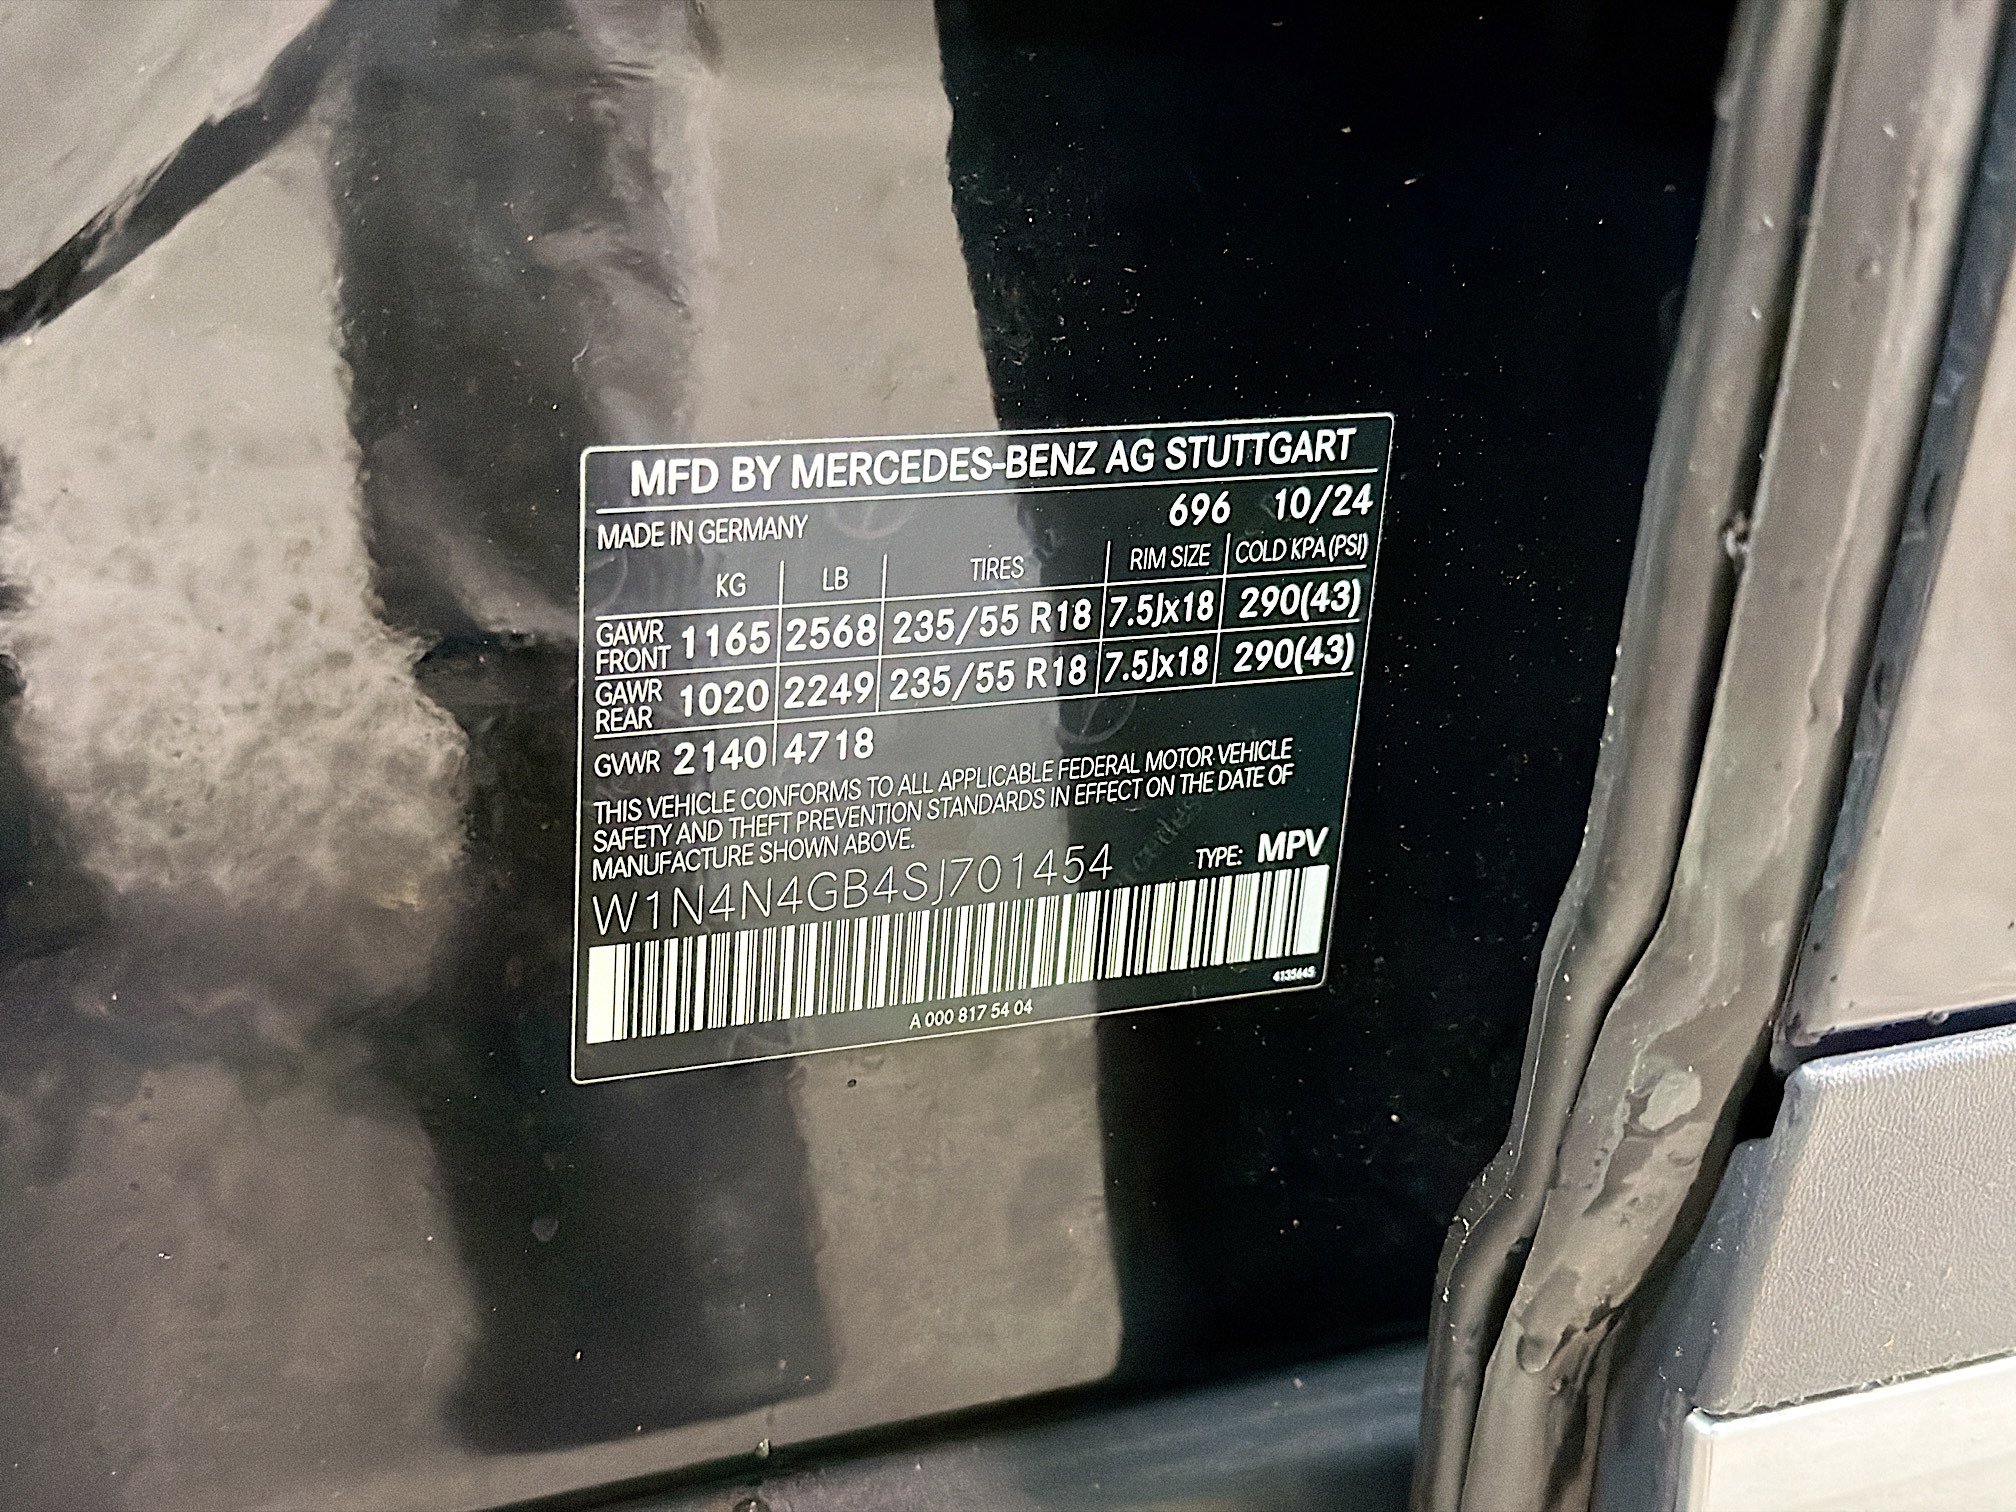 MFD BY MERCEDES-BENZ AG STUTTGART
MADE IN GERMANY 696 10/24
KG LB TIRES RIM SIZE COLD KPA(PSI)
GAWR FRONT 1165 2568 235/55 R18 7.5Jx18 290(43)
GAWR REAR 1020 2249 235/55 R18 7.5Jx18 290(43)
GVWR 2140 4718
THIS VEHICLE CONFORMS TO ALL APPLICABLE FEDERAL MOTOR VEHICLE
SAFETY AND THEFT PREVENTION STANDARDS IN EFFECT ON THE DATE OF
MANUFACTURE SHOWN ABOVE.
W1N4N4GB4SJ701454 TYPE: MPV
4135645
A 000 817 54 04